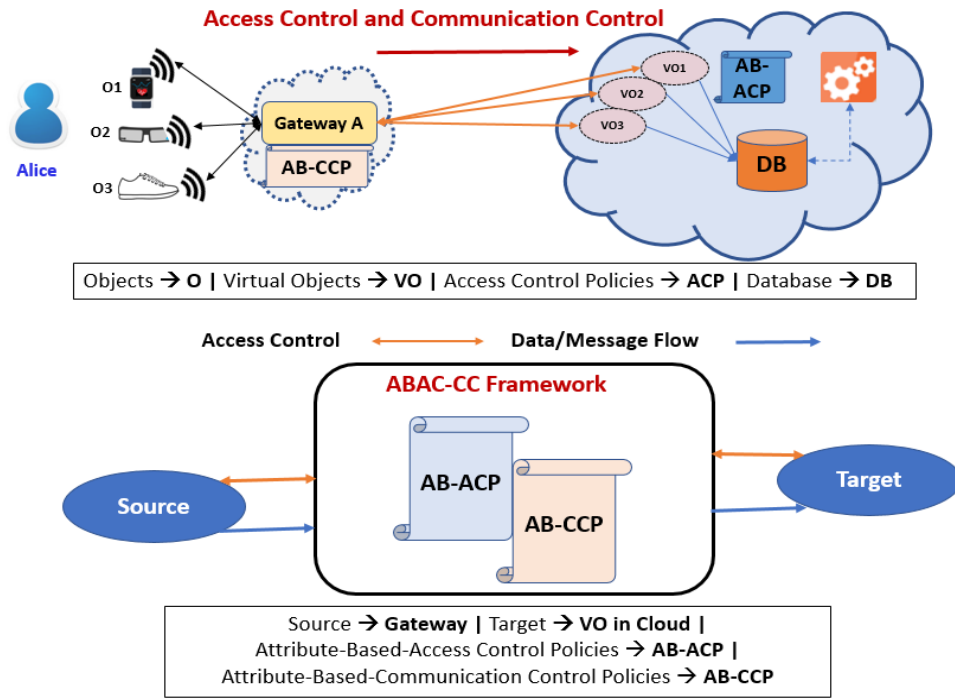 Access Control and Communication Control
O1
O2
O3
Alice
Gateway A
AB-CCP
VO1
VO2
VO3
AB-
ACP
DB
Objects → O | Virtual Objects → VO | Access Control Policies → ACP | Database → DB
Access Control
Data/Message Flow
ABAC-CC Framework
Source
AB-ACP
AB-CCP
Target
Source → Gateway | Target → VO in Cloud |
Attribute-Based-Access Control Policies → AB-ACP |
Attribute-Based-Communication Control Policies → AB-CCP